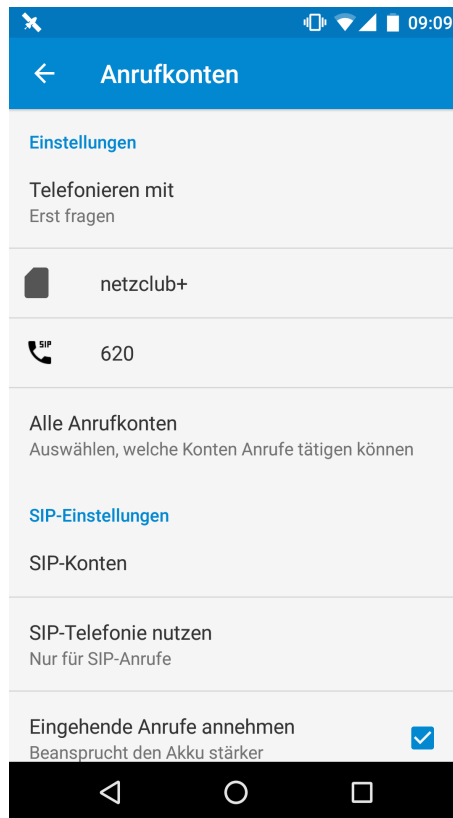 09:09
Anrufkonten
Einstellungen
Telefonieren mit
Erst fragen
netzclub+
SIP
620
Alle Anrufkonten
Auswählen, welche Konten Anrufe tätigen können
SIP-Einstellungen
SIP-Konten
SIP-Telefonie nutzen
Nur für SIP-Anrufe
Eingehende Anrufe annehmen
Beansprucht den Akku stärker